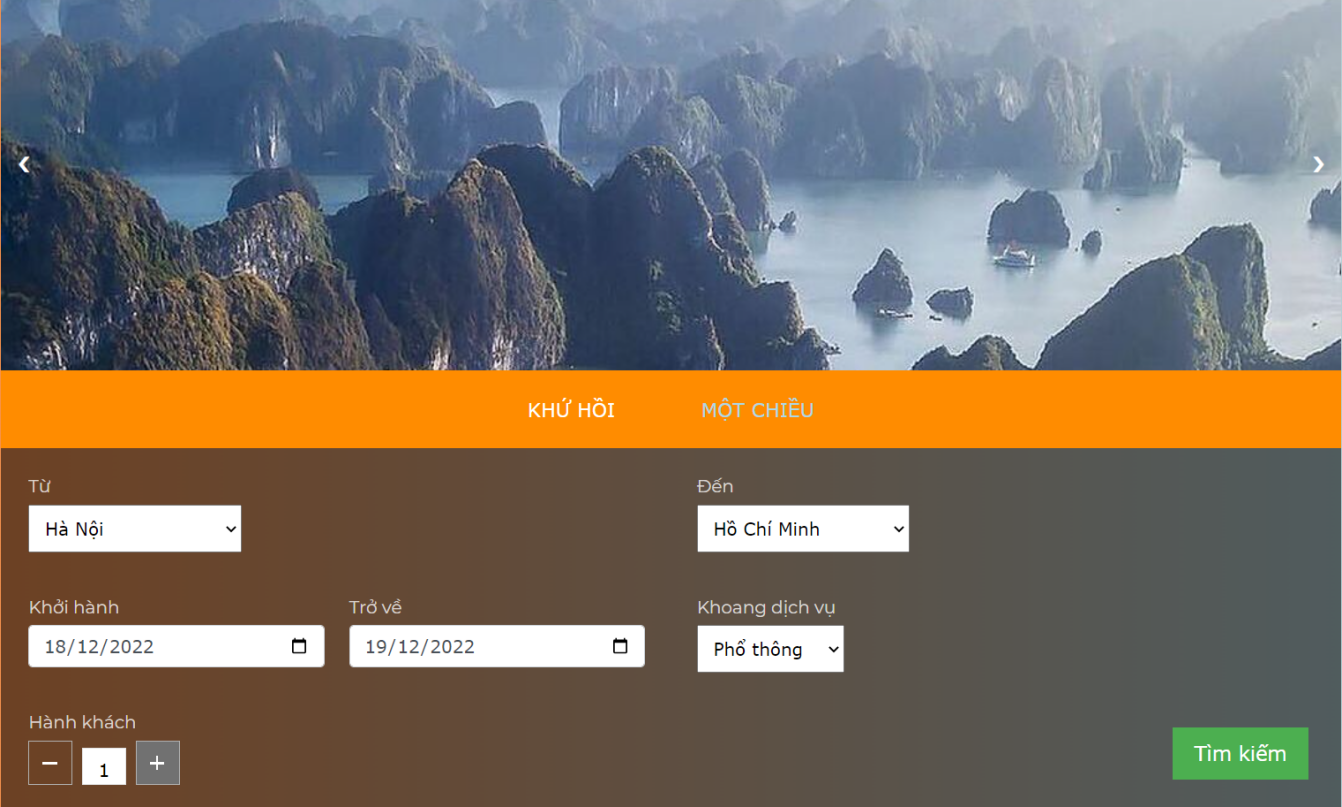 KHỨ HỒI MỘT CHIỀU
Từ
Hà Nội
Đến
Hồ Chí Minh
Khởi hành
18/12/2022
Trở về
19/12/2022
Khoang dịch vụ
Phổ thông
Hành khách
− 1 +
Tìm kiếm